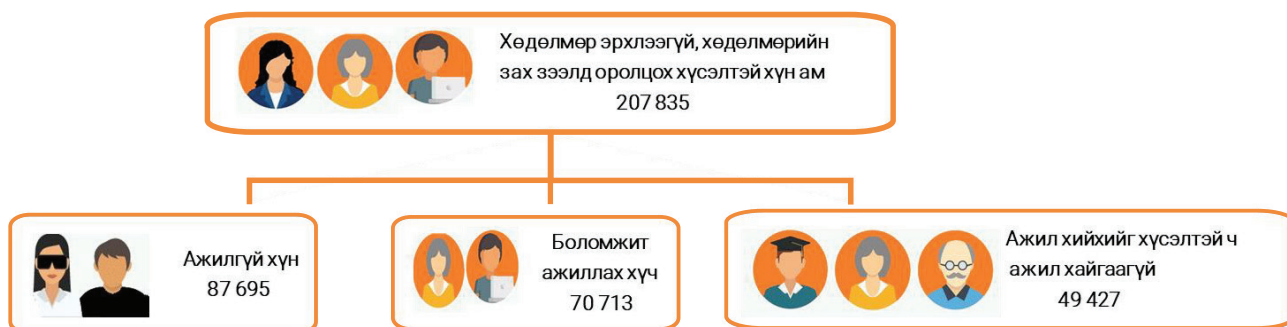 Хөдөлмөр эрхлээгүй, хөдөлмөрийн
зах зээлд оролцох хүсэлтэй хүн ам
207 835
Ажилгүй хүн
87 695
Боломжит
ажиллах хүч
70 713
Ажил хийхийг хүсэлтэй ч
ажил хайгаагүй
49 427